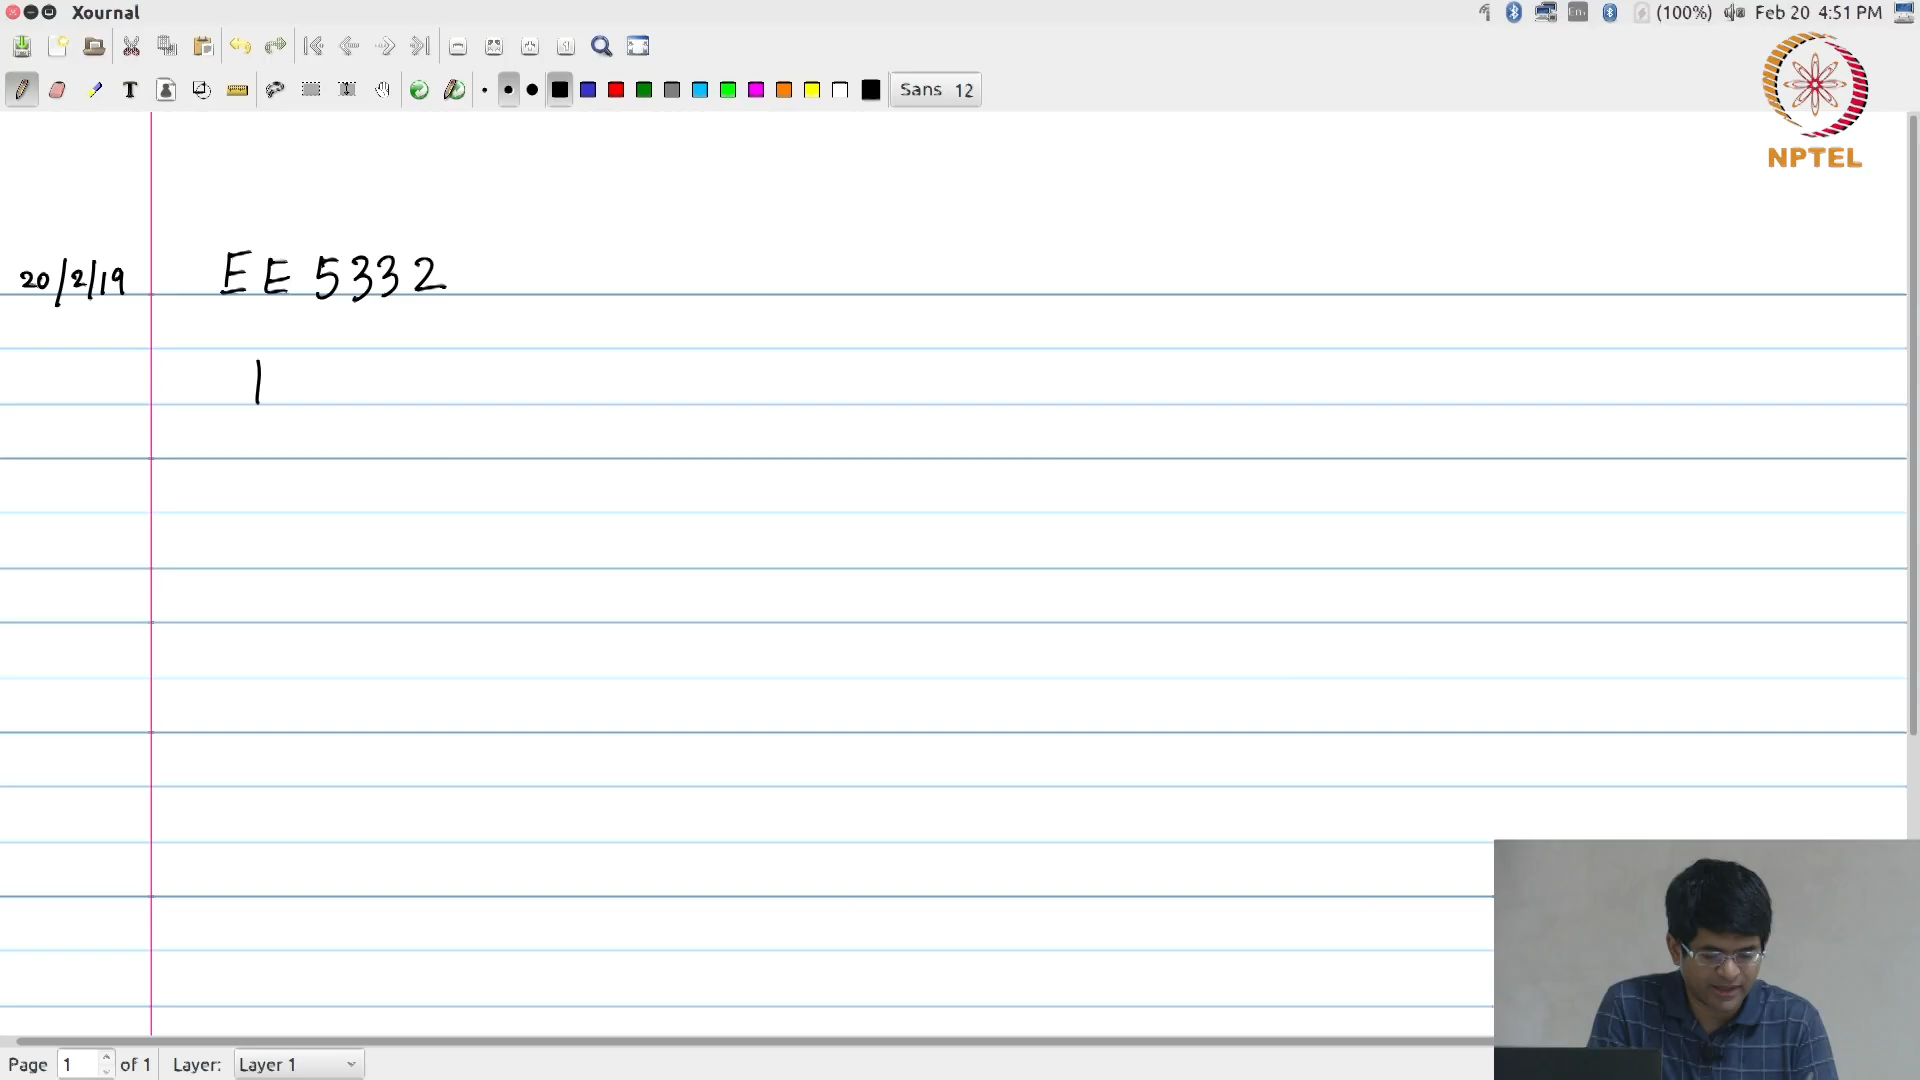 Xournal
En
(100%) Feb 20 4:51 PM
T
Sans 12
NPTEL
20/2/19 EE 5332
Page 1 of 1 Layer: Layer 1